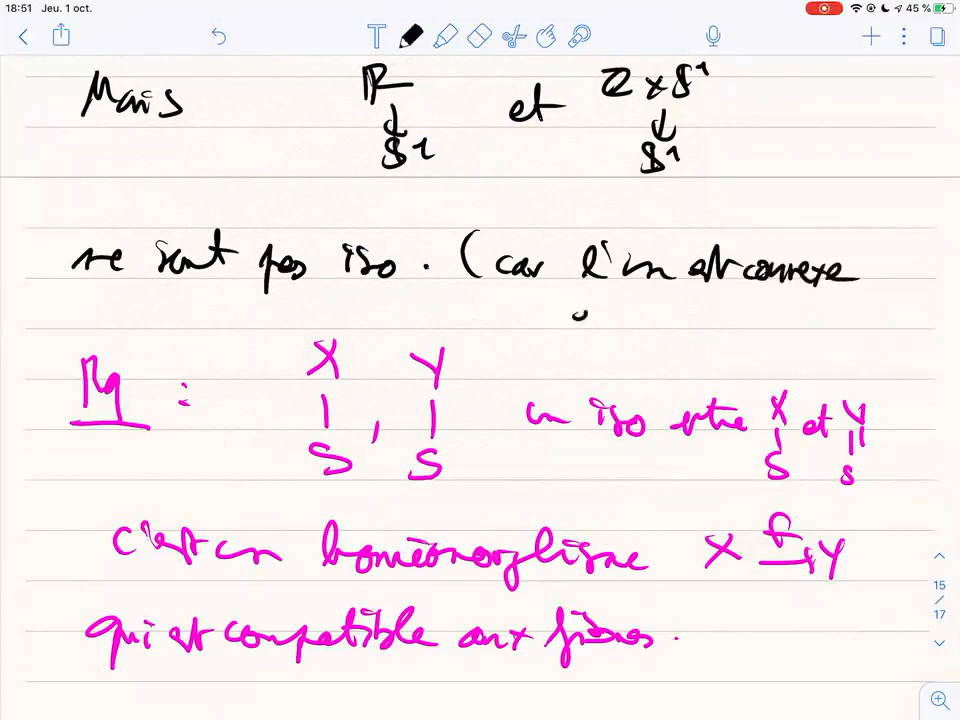 18:51 Jeu. 1 oct. 45 %
Mais ℝ ↓ S¹ et ℤ × S¹ ↓ S¹
ne sont pas iso. (car l'un est connexe
Rq : X | S , Y | S un iso entre X | S et Y | S
c'est un homéomorphisme X f→ Y
qui est compatible aux fibres.
15
/
17